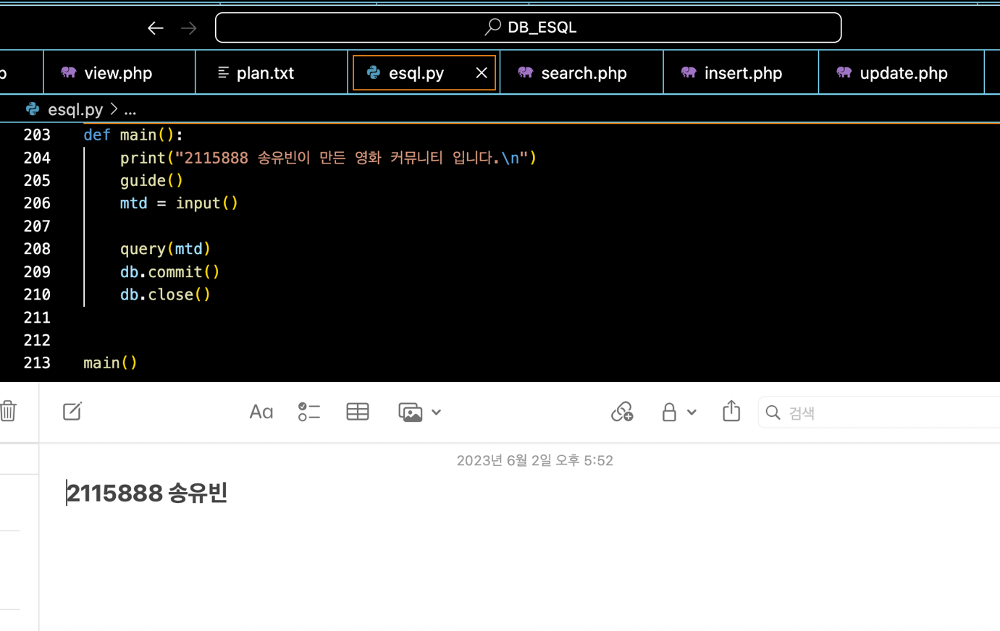 DB_ESQL
view.php
plan.txt
esql.py
search.php
insert.php
update.php
esql.py > ...
203 def main():
204     print("2115888 송유빈이 만든 영화 커뮤니티 입니다.\n")
205     guide()
206     mtd = input()
207
208     query(mtd)
209     db.commit()
210     db.close()
211
212
213 main()
Aa
검색
2023년 6월 2일 오후 5:52
2115888 송유빈